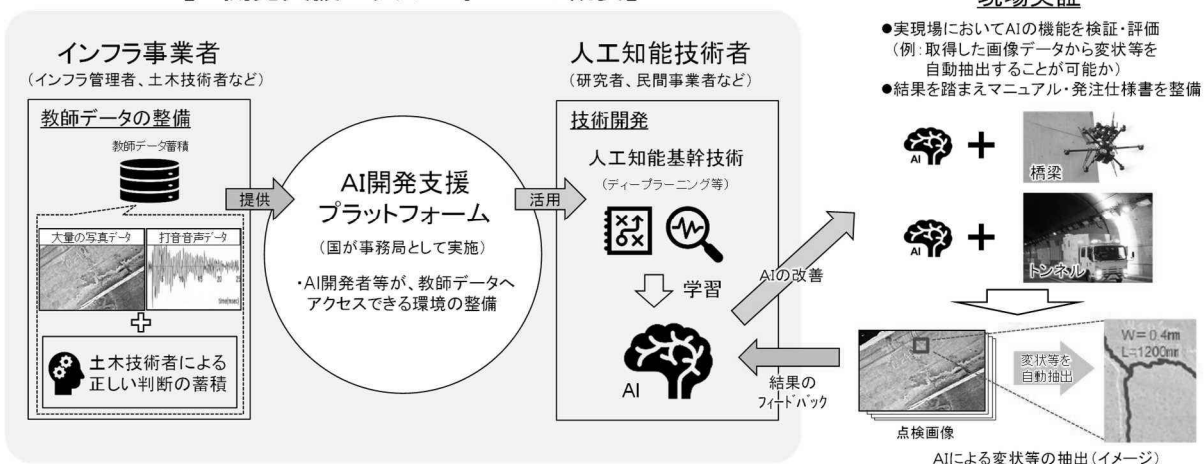 現場実証
インフラ事業者
(インフラ管理者、土木技術者など)
教師データの整備
教師データ蓄積
大量の写真データ
打音音声データ
time[msec]
土木技術者による
正しい判断の蓄積
提供
AI開発支援
プラットフォーム
(国が事務局として実施)
・AI開発者等が、教師データへ
アクセスできる環境の整備
活用
人工知能技術者
(研究者、民間事業者など)
技術開発
人工知能基幹技術
(ディープラーニング等)
学習
AI
AIの改善
結果の
フィードバック
●実現場においてAIの機能を検証・評価
(例:取得した画像データから変状等を
自動抽出することが可能か)
●結果を踏まえマニュアル・発注仕様書を整備
AI
橋梁
AI
トンネル
点検画像
変状等を
自動抽出
W=0.4㎜
L=1200㎜
AIによる変状等の抽出(イメージ)